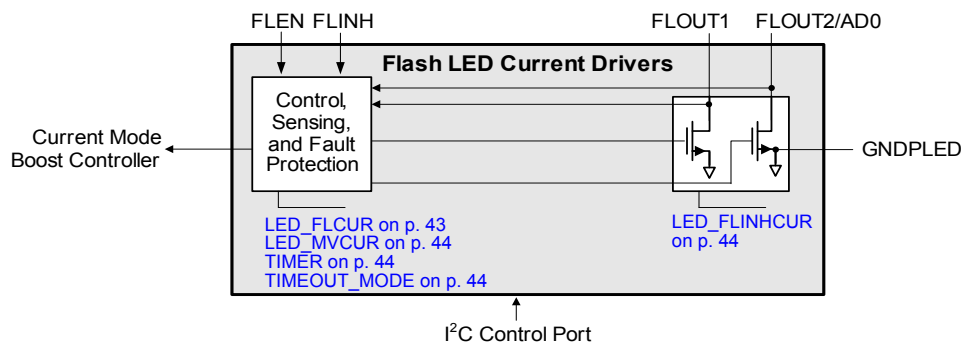 FLEN FLINH FLOUT1 FLOUT2/AD0
Flash LED Current Drivers
Control,
Sensing,
and Fault
Protection
Current Mode
Boost Controller
GNDPLED
LED_FLCUR on p. 43
LED_MVCUR on p. 44
TIMER on p. 44
TIMEOUT_MODE on p. 44
LED_FLINHCUR
on p. 44
I²C Control Port